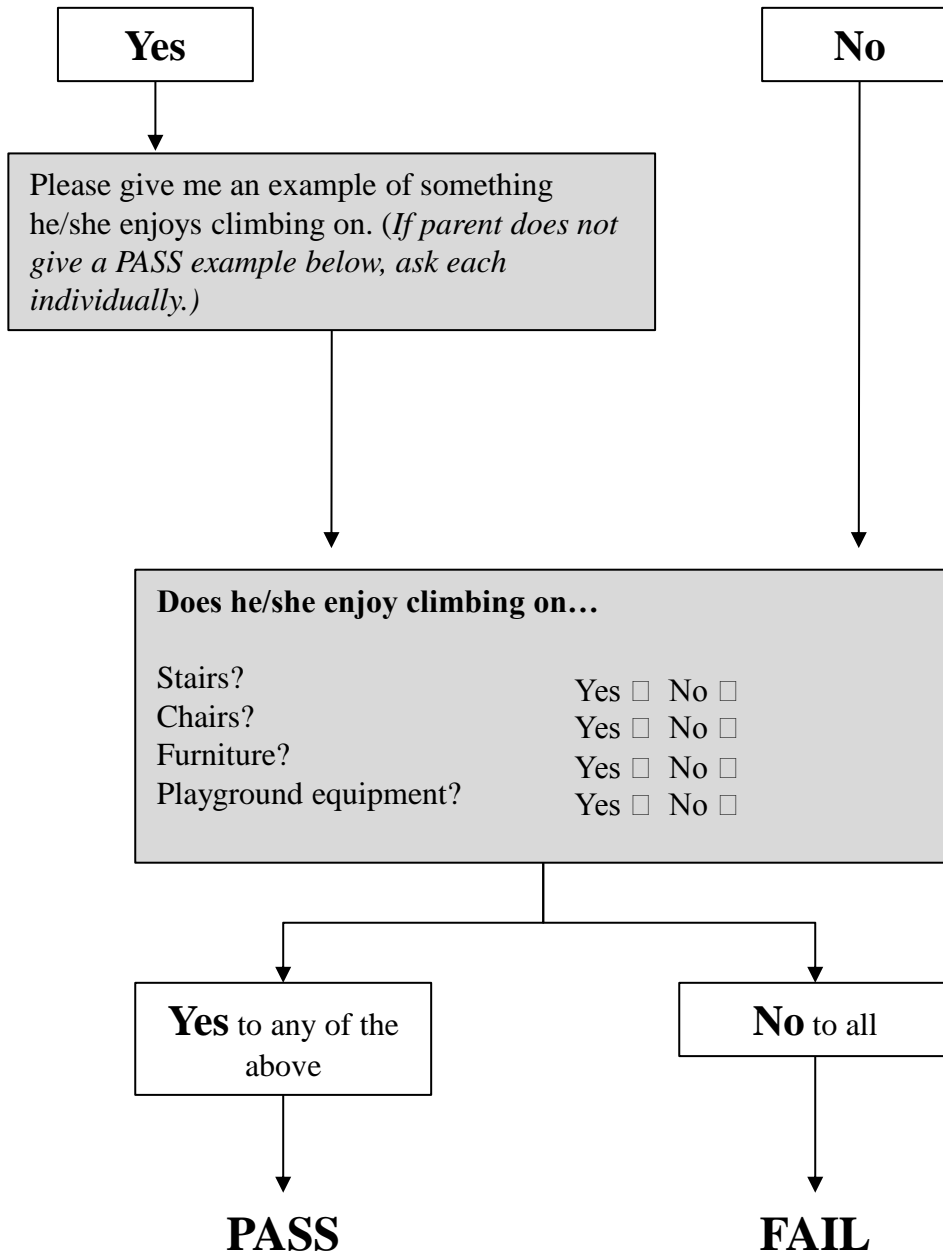 Yes
No
Please give me an example of something
he/she enjoys climbing on. (If parent does not
give a PASS example below, ask each
individually.)
Does he/she enjoy climbing on…
Stairs? Yes □ No □
Chairs? Yes □ No □
Furniture? Yes □ No □
Playground equipment? Yes □ No □
Yes to any of the
above
No to all
PASS
FAIL